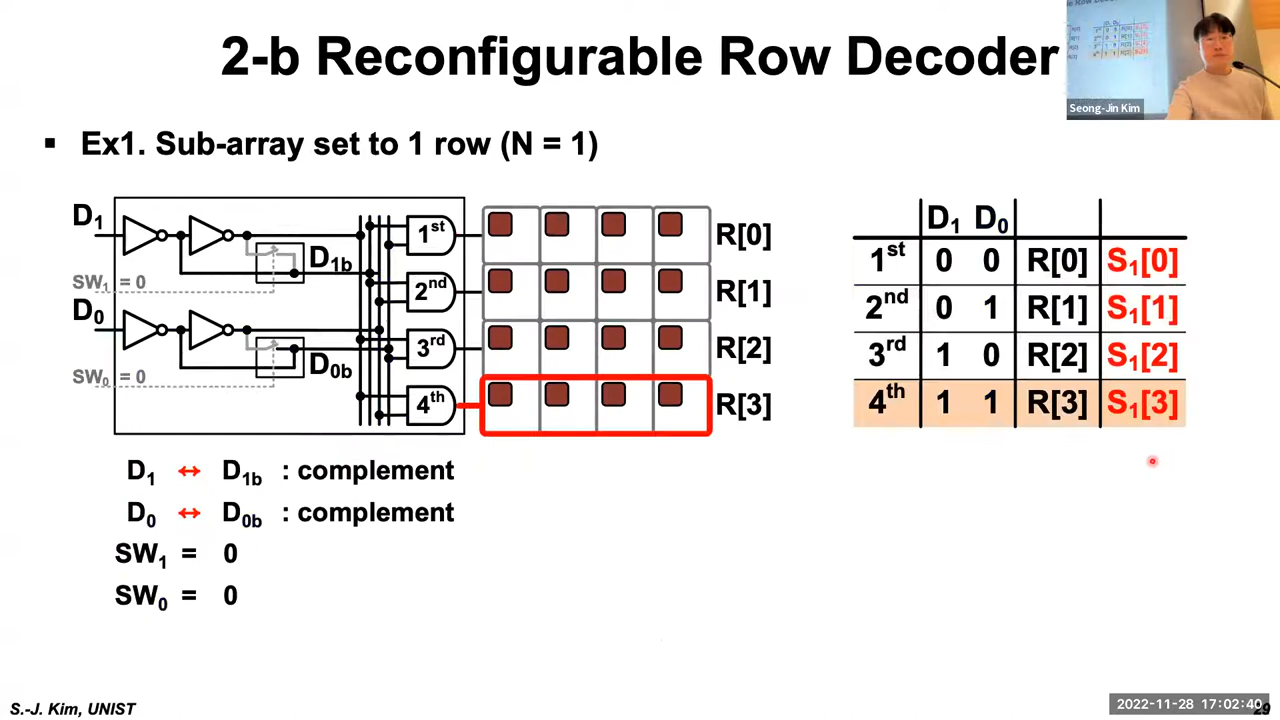 2-b Reconfigurable Row Decoder
Seong-Jin Kim
▪ Ex1. Sub-array set to 1 row (N = 1)
D1
D1b
SW1 = 0
D0
D0b
SW0 = 0
1st
2nd
3rd
4th
R[0]
R[1]
R[2]
R[3]
D1 D0
1st 0 0 R[0] S1[0]
2nd 0 1 R[1] S1[1]
3rd 1 0 R[2] S1[2]
4th 1 1 R[3] S1[3]
D1 ↔ D1b : complement
D0 ↔ D0b : complement
SW1 = 0
SW0 = 0
S.-J. Kim, UNIST
2022-11-28 17:02:40